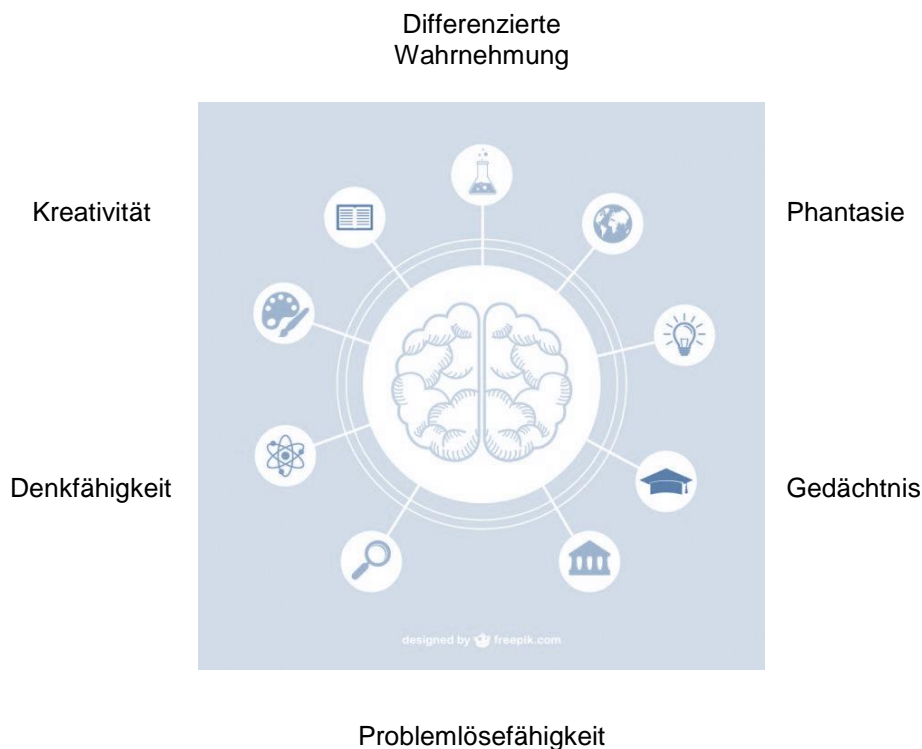 Differenzierte
Wahrnehmung
Kreativität
Phantasie
Denkfähigkeit
Gedächtnis
designed by freepik.com
Problemlösefähigkeit